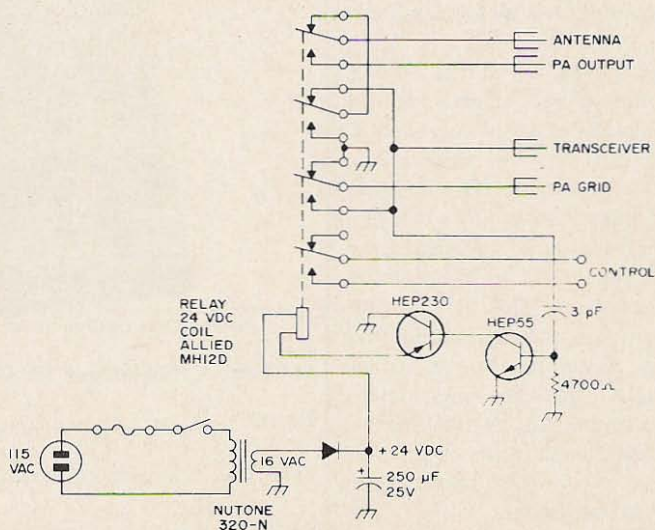 ANTENNA
PA OUTPUT
TRANSCEIVER
PA GRID
CONTROL
RELAY
24 VDC
COIL
ALLIED
MH12D
HEP230
HEP55
3 pF
4700Ω
115
VAC
16 VAC
+ 24 VDC
+
250 µF
25V
NUTONE
320-N